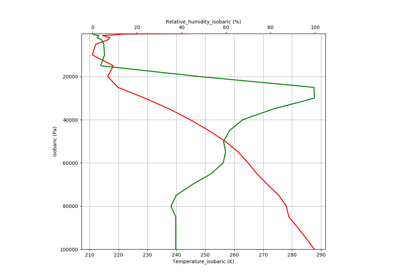 Relative_humidity_isobaric (%)
0 20 40 60 80 100
20000
40000
60000
80000
100000
isobaric (Pa)
210 220 230 240 250 260 270 280 290
Temperature_isobaric (K)